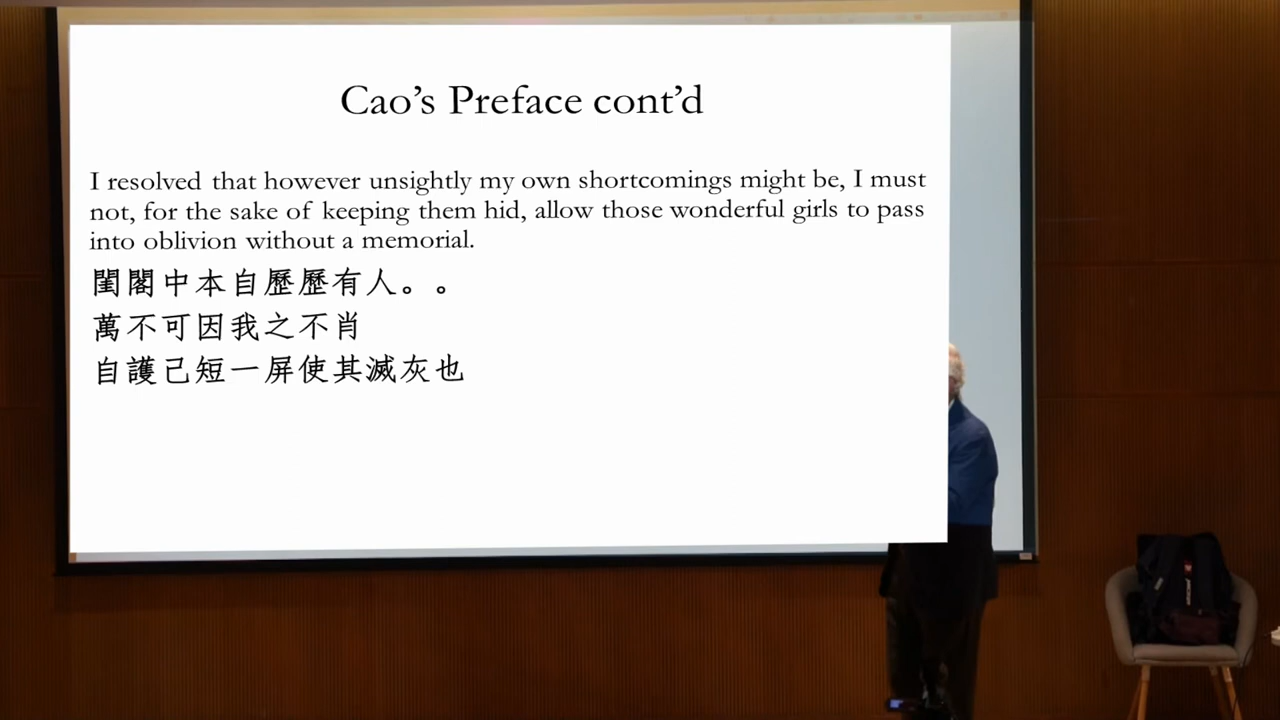 Cao’s Preface cont’d
I resolved that however unsightly my own shortcomings might be, I must
not, for the sake of keeping them hid, allow those wonderful girls to pass
into oblivion without a memorial.
閨閣中本自歷歷有人。。
萬不可因我之不肖
自護己短一屏使其滅灰也